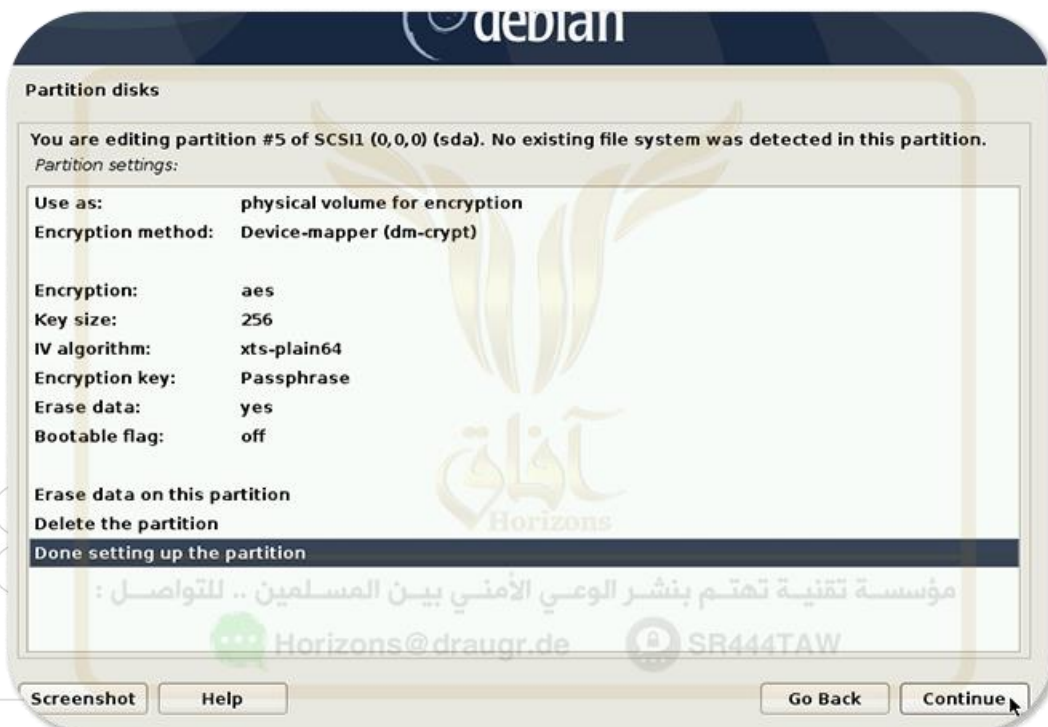 debian
Partition disks
You are editing partition #5 of SCSI1 (0,0,0) (sda). No existing file system was detected in this partition.
Partition settings:
Use as: physical volume for encryption
Encryption method: Device-mapper (dm-crypt)
Encryption: aes
Key size: 256
IV algorithm: xts-plain64
Encryption key: Passphrase
Erase data: yes
Bootable flag: off
آفاق
Horizons
Erase data on this partition
Delete the partition
Done setting up the partition
مؤسسة تقنية تهتم بنشر الوعي الأمني بين المسلمين .. للتواصل :
Horizons@draugr.de SR444TAW
Screenshot Help Go Back Continue